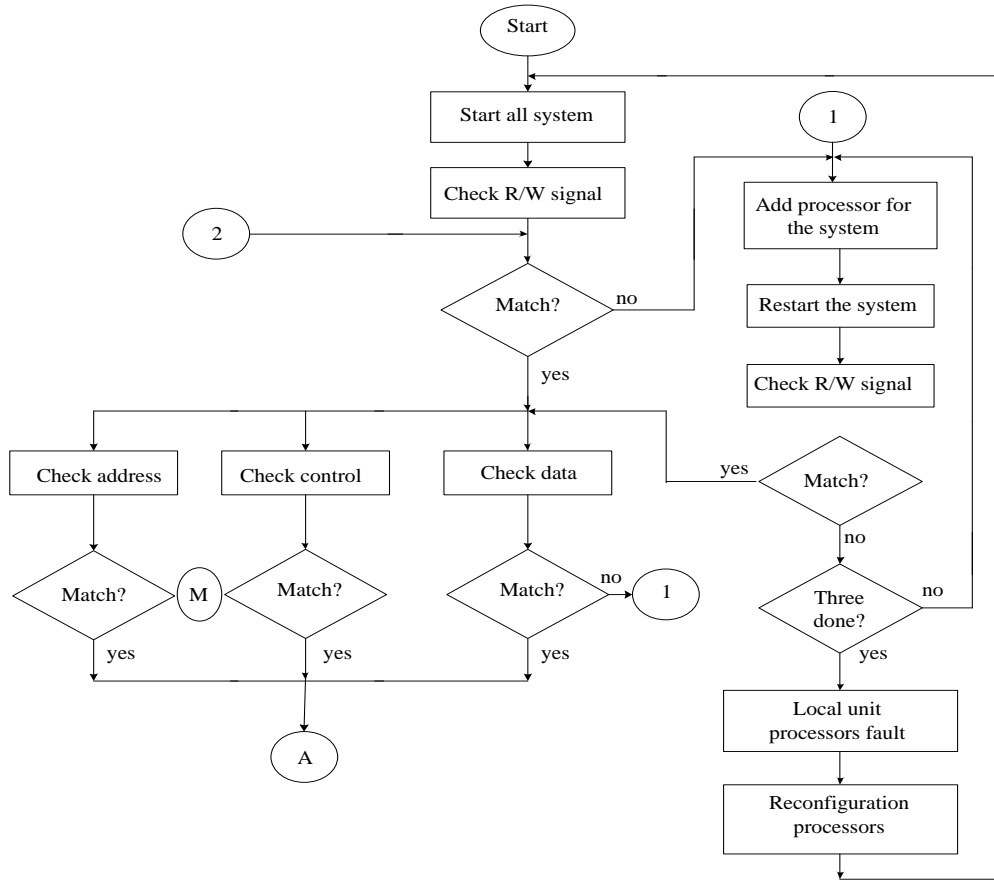 Start
Start all system
Check R/W signal
2
Match?
no
yes
1
Add processor for
the system
Restart the system
Check R/W signal
Check address
Check control
Check data
yes
Match?
no
Match?
M
Match?
Match?
no
1
Three
done?
no
yes
yes
yes
yes
A
Local unit
processors fault
Reconfiguration
processors